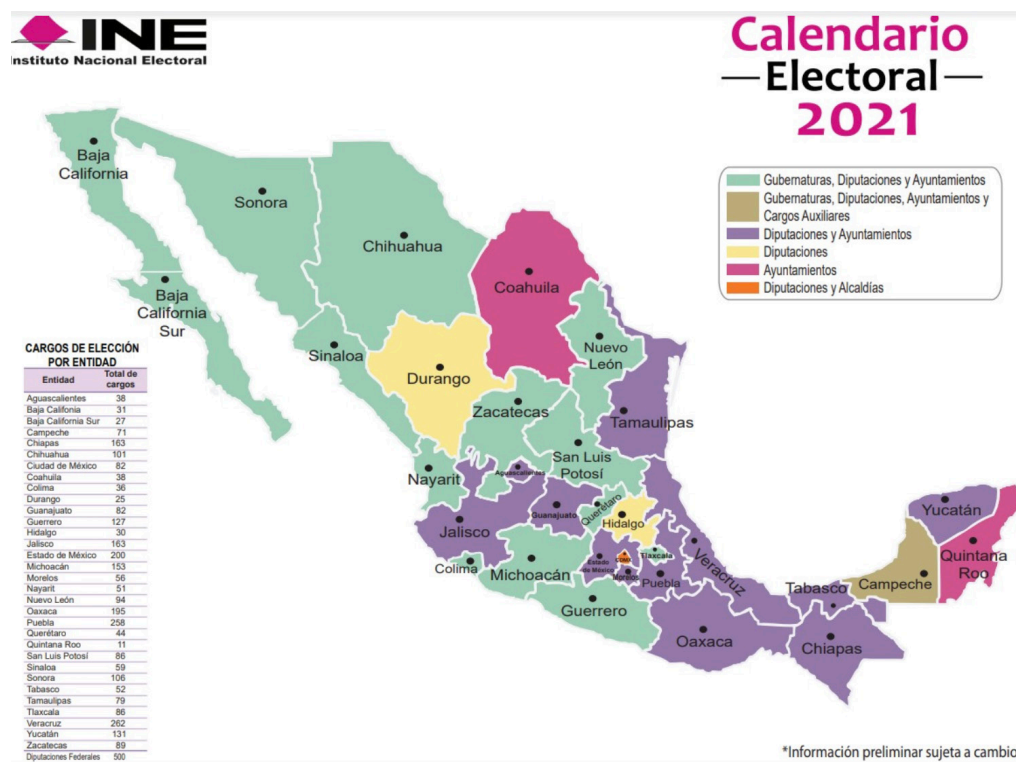 INE
Instituto Nacional Electoral
Calendario
Electoral
2021
Gubernaturas, Diputaciones y Ayuntamientos
Gubernaturas, Diputaciones, Ayuntamientos y
Cargos Auxiliares
Diputaciones y Ayuntamientos
Diputaciones
Ayuntamientos
Diputaciones y Alcaldías
Baja
California
Sonora
Chihuahua
Coahuila
Baja
California
Sur
Sinaloa
Nuevo
León
Durango
Zacatecas
Tamaulipas
San Luis
Potosí
Nayarit
Aguascalientes
Guanajuato
Querétaro
Hidalgo
Jalisco
Yucatán
Quintana
Roo
Colima
Michoacán
Estado
de México
CDMX
Tlaxcala
Morelos
Puebla
Veracruz
Tabasco
Campeche
Guerrero
Oaxaca
Chiapas
CARGOS DE ELECCIÓN
POR ENTIDAD
Entidad Total de
cargos
Aguascalientes 38
Baja Califonia 31
Baja California Sur 27
Campeche 71
Chiapas 163
Chihuahua 101
Ciudad de México 82
Coahuila 38
Colima 36
Durango 25
Guanajuato 82
Guerrero 127
Hidalgo 30
Jalisco 163
Estado de México 200
Michoacán 153
Morelos 56
Nayarit 51
Nuevo León 94
Oaxaca 195
Puebla 258
Querétaro 44
Quintana Roo 11
San Luis Potosí 86
Sinaloa 59
Sonora 106
Tabasco 52
Tamaulipas 79
Tlaxcala 86
Veracruz 262
Yucatán 131
Zacatecas 89
Diputaciones Federales 500
*Información preliminar sujeta a cambio